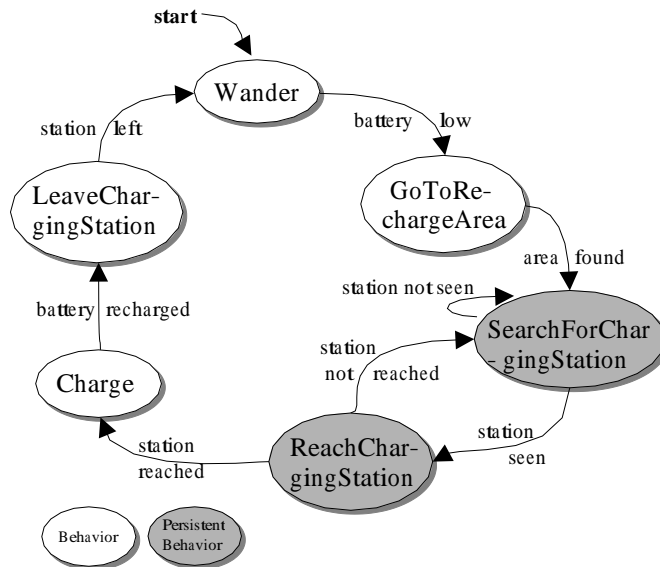 start
Wander
station left
battery low
LeaveChar-
gingStation
GoToRe-
chargeArea
area found
station not seen
SearchForChar
- gingStation
battery recharged
station
not reached
Charge
station
reached
ReachChar-
gingStation
station
seen
Behavior
Persistent
Behavior